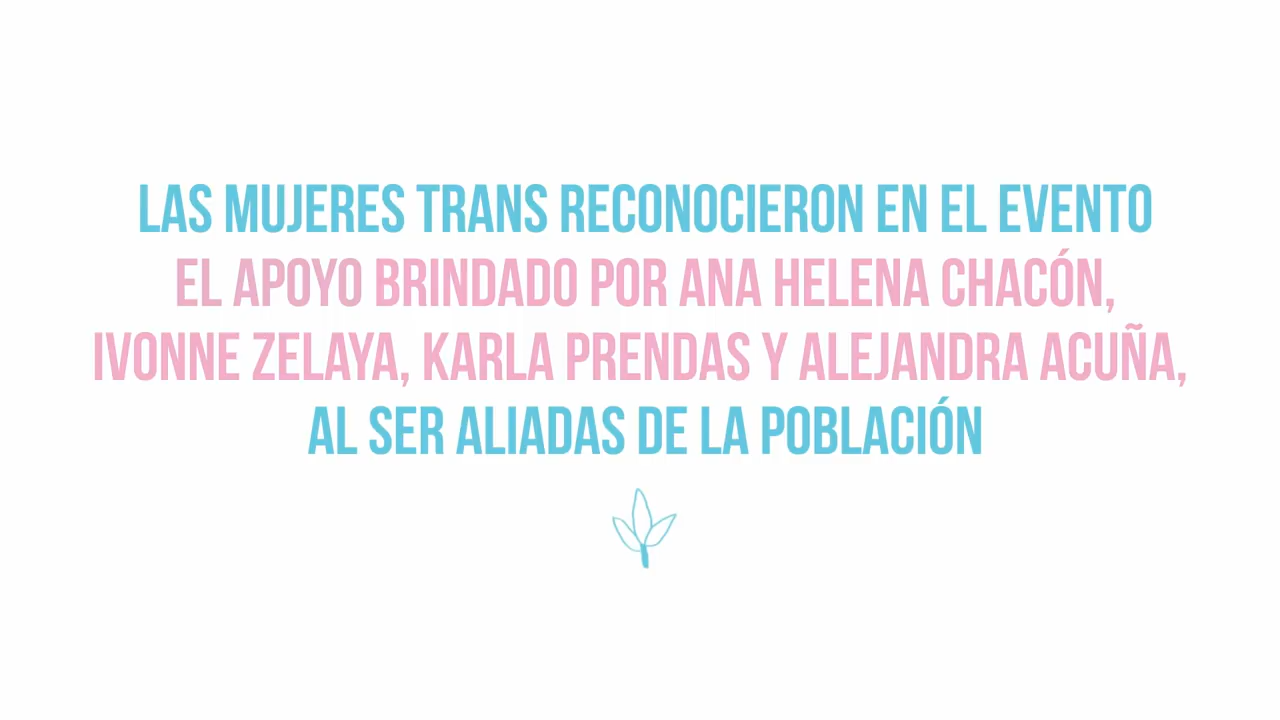 LAS MUJERES TRANS RECONOCIERON EN EL EVENTO
EL APOYO BRINDADO POR ANA HELENA CHACÓN,
IVONNE ZELAYA, KARLA PRENDAS Y ALEJANDRA ACUÑA,
AL SER ALIADAS DE LA POBLACIÓN